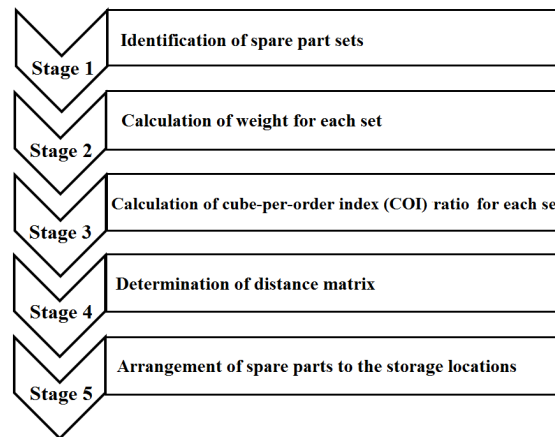 Identification of spare part sets
Stage 1
Calculation of weight for each set
Stage 2
Calculation of cube-per-order index (COI) ratio for each se
Stage 3
Determination of distance matrix
Stage 4
Arrangement of spare parts to the storage locations
Stage 5